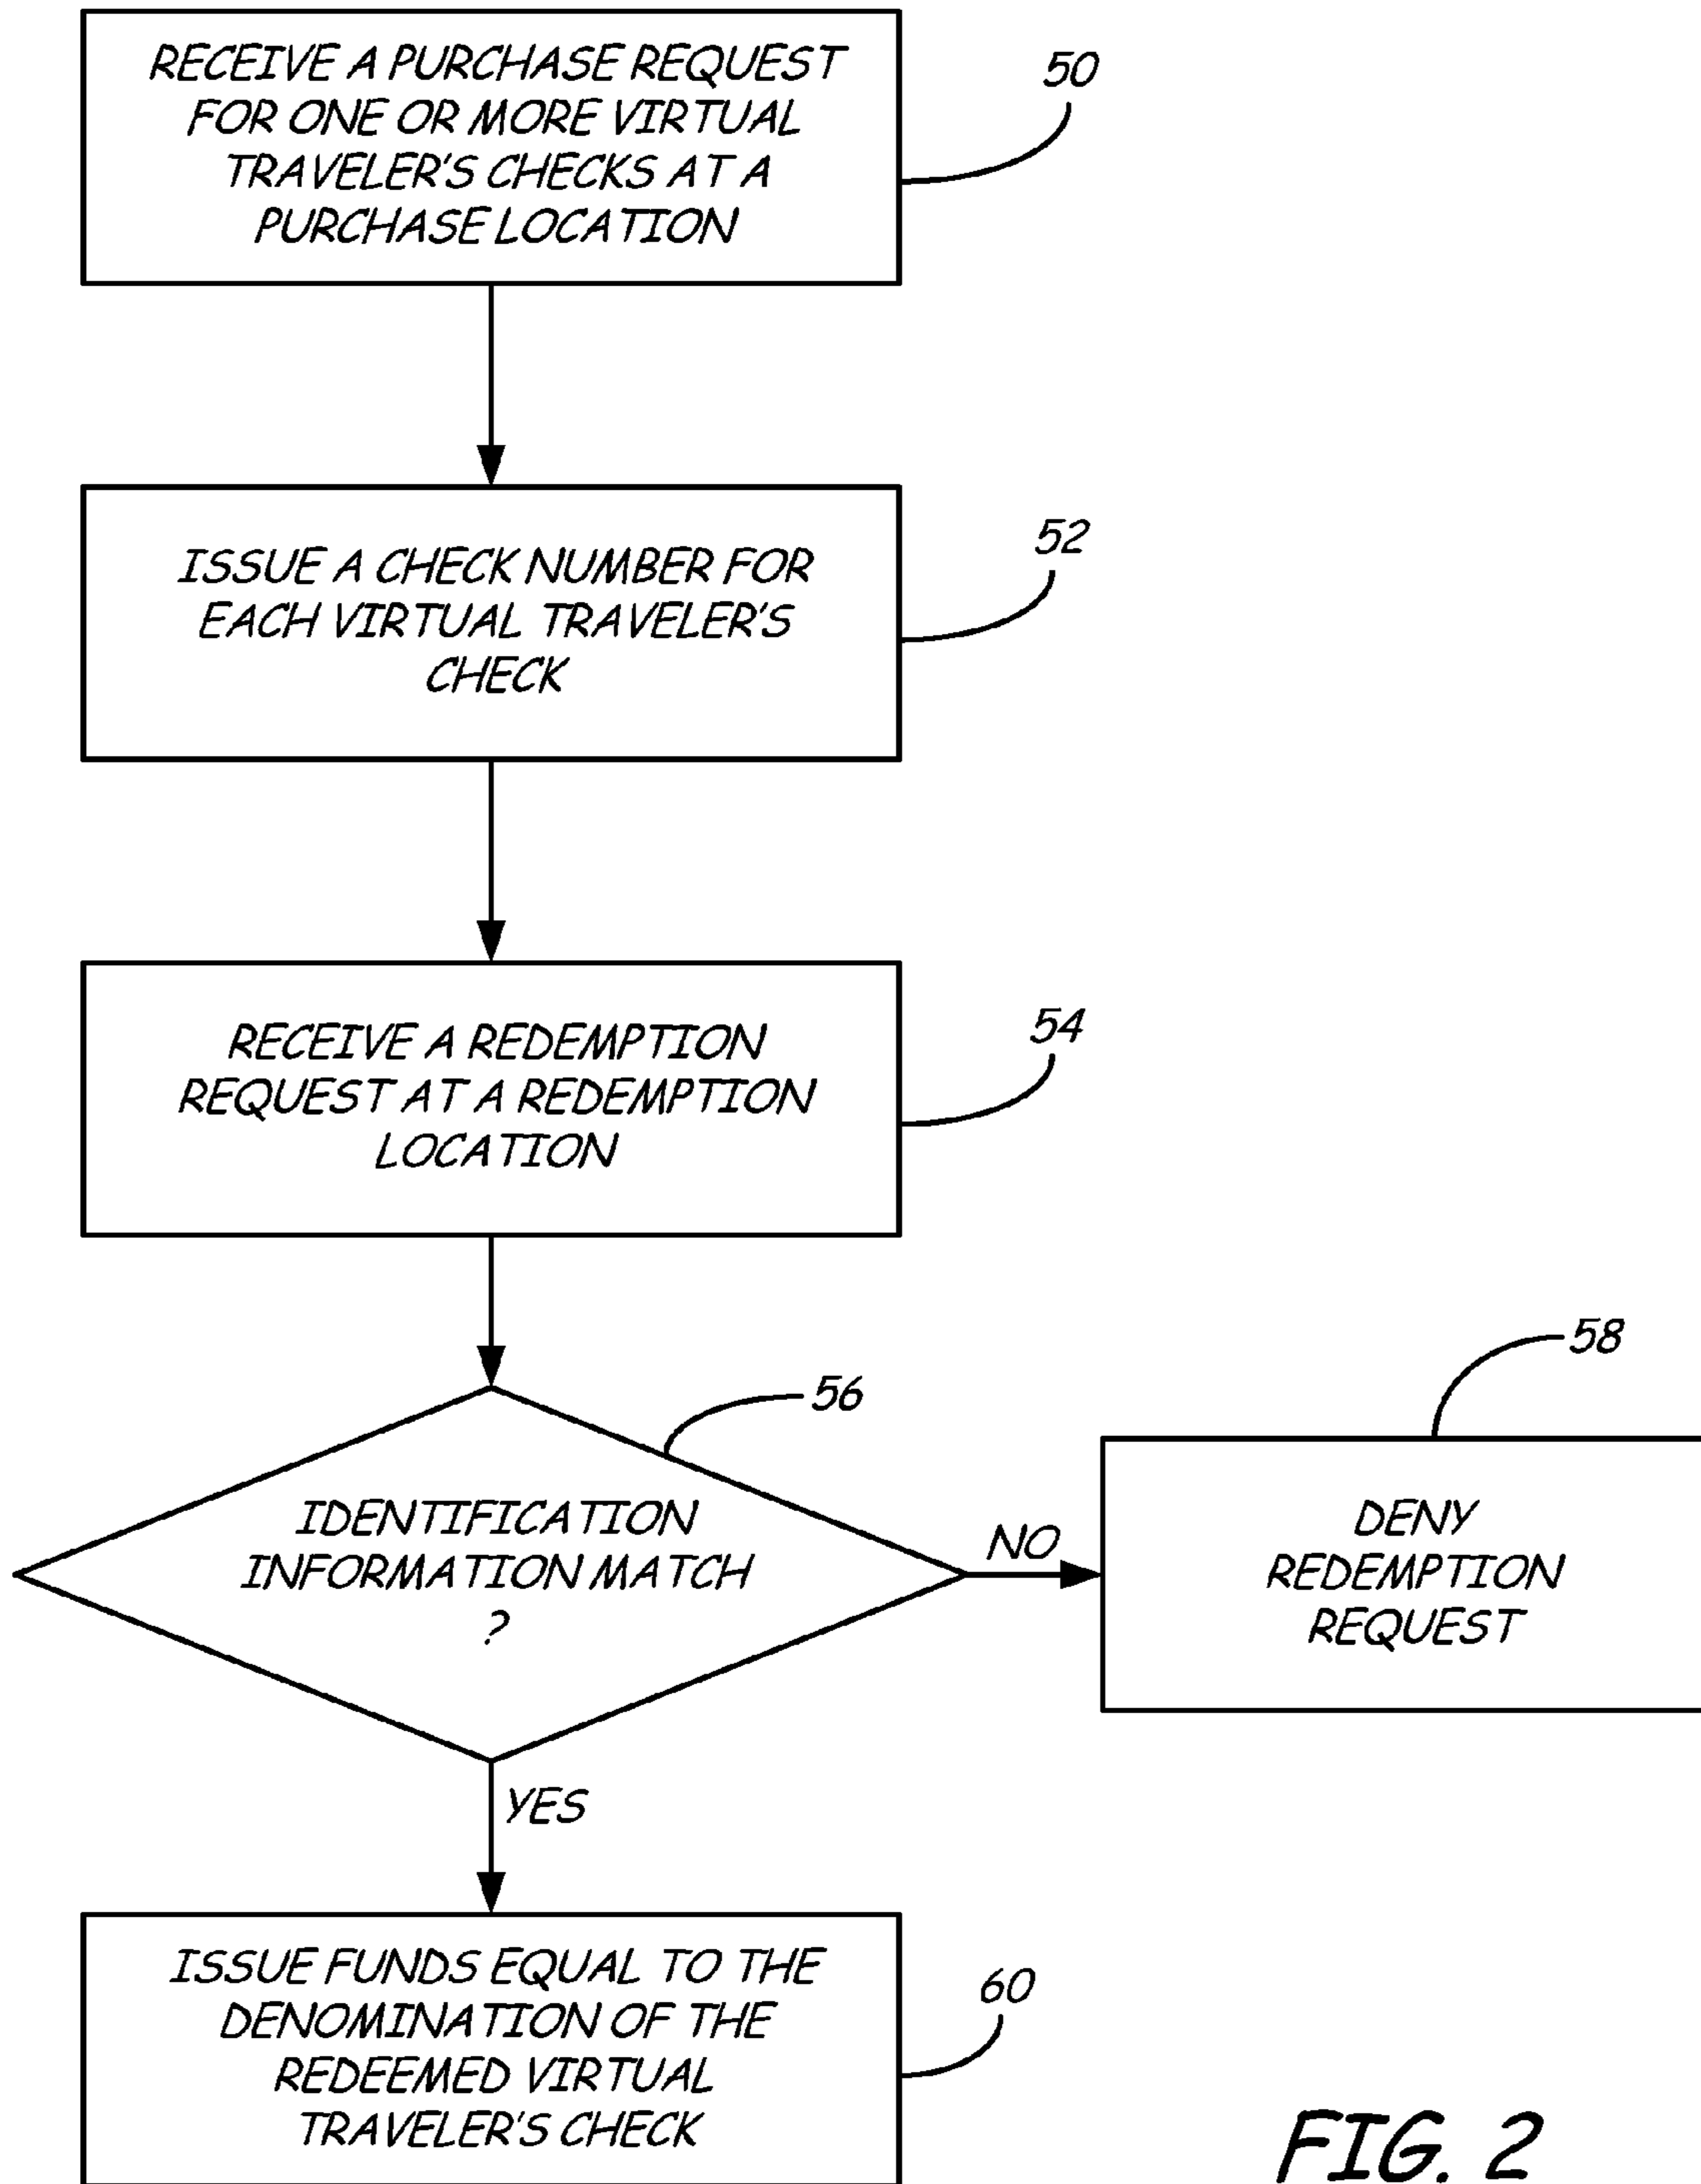 RECEIVE A PURCHASE REQUEST
FOR ONE OR MORE VIRTUAL
TRAVELER'S CHECKS AT A
PURCHASE LOCATION
50
ISSUE A CHECK NUMBER FOR
EACH VIRTUAL TRAVELER'S
CHECK
52
RECEIVE A REDEMPTION
REQUEST AT A REDEMPTION
LOCATION
54
IDENTIFICATION
INFORMATION MATCH
?
56
NO
DENY
REDEMPTION
REQUEST
58
YES
ISSUE FUNDS EQUAL TO THE
DENOMINATION OF THE
REDEEMED VIRTUAL
TRAVELER'S CHECK
60
FIG. 2